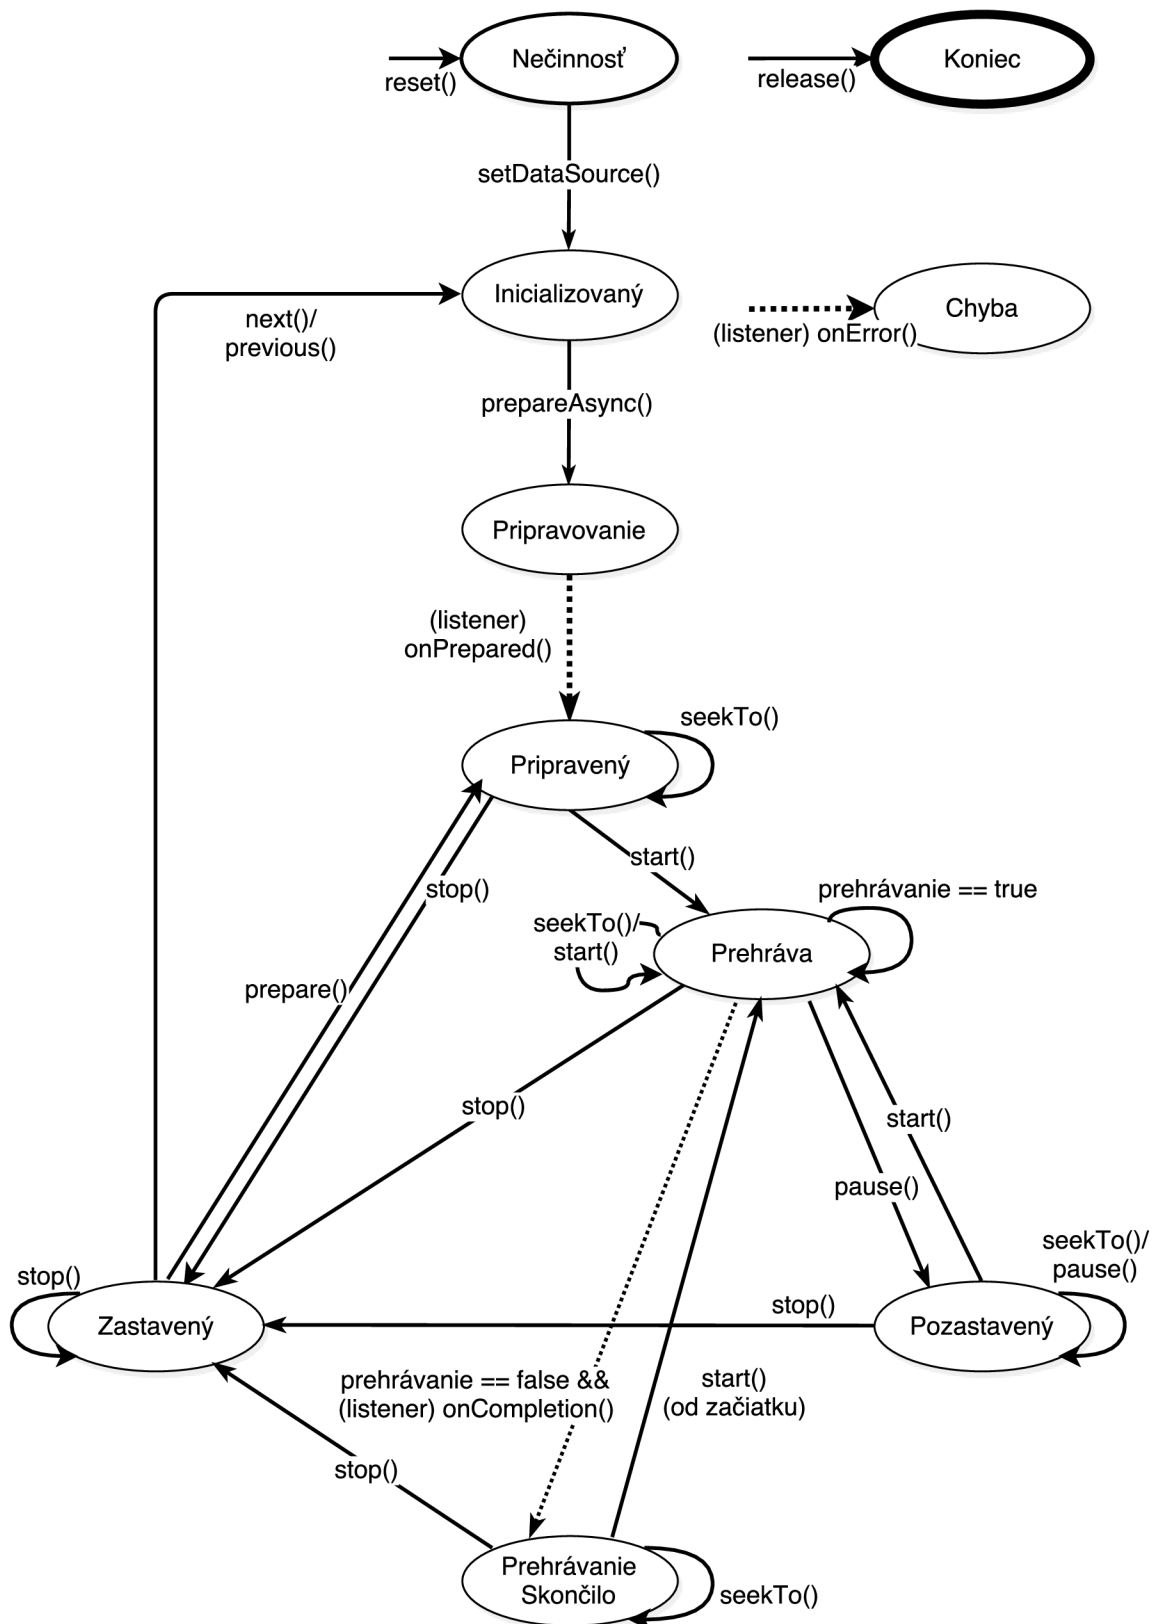 Nečinnosť
Koniec
reset()
release()
setDataSource()
Inicializovaný
Chyba
next()/
previous()
(listener) onError()
prepareAsync()
Pripravovanie
(listener)
onPrepared()
seekTo()
Pripravený
start()
stop()
prehrávanie == true
seekTo()/
start()
Prehráva
prepare()
stop()
start()
pause()
seekTo()/
pause()
stop()
Zastavený
stop()
Pozastavený
prehrávanie == false &&
(listener) onCompletion()
start()
(od začiatku)
stop()
Prehrávanie
Skončilo
seekTo()